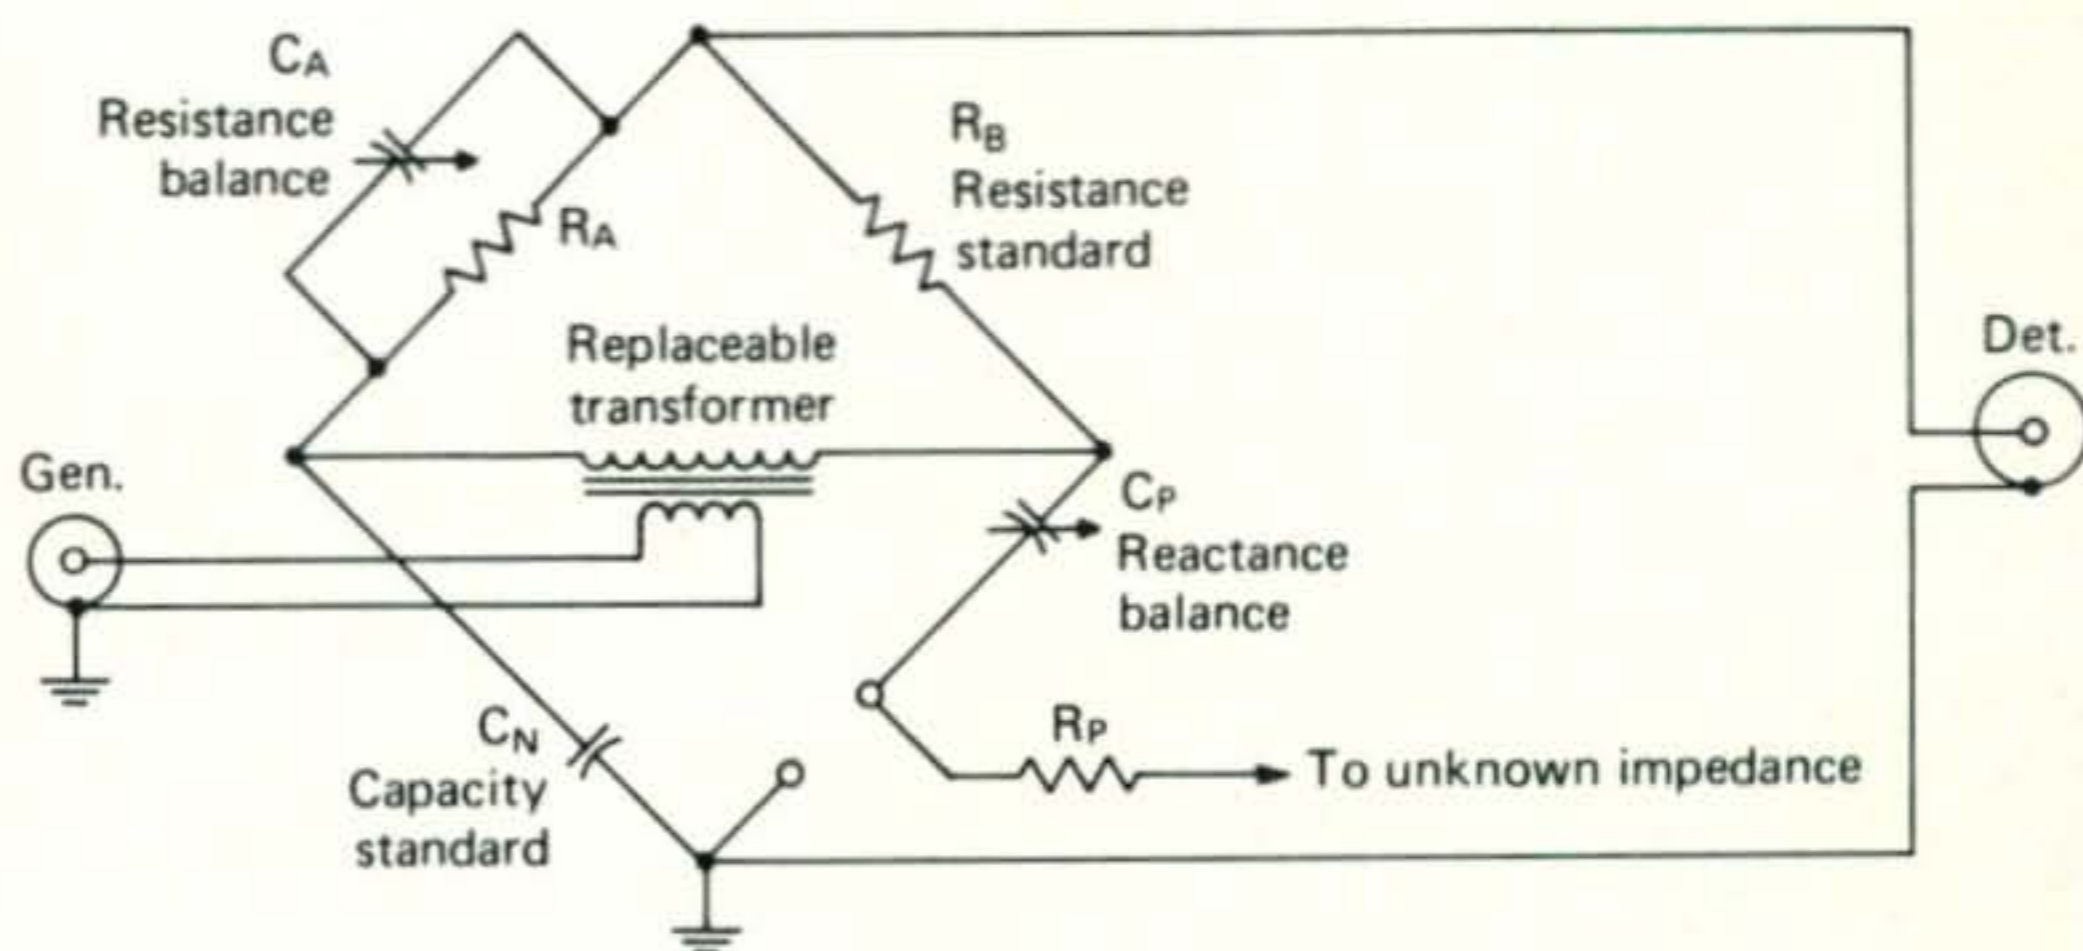 CA
Resistance
balance
RA
RB
Resistance
standard
Replaceable
transformer
Det.
Gen.
CP
Reactance
balance
CN
Capacity
standard
RP
To unknown impedance